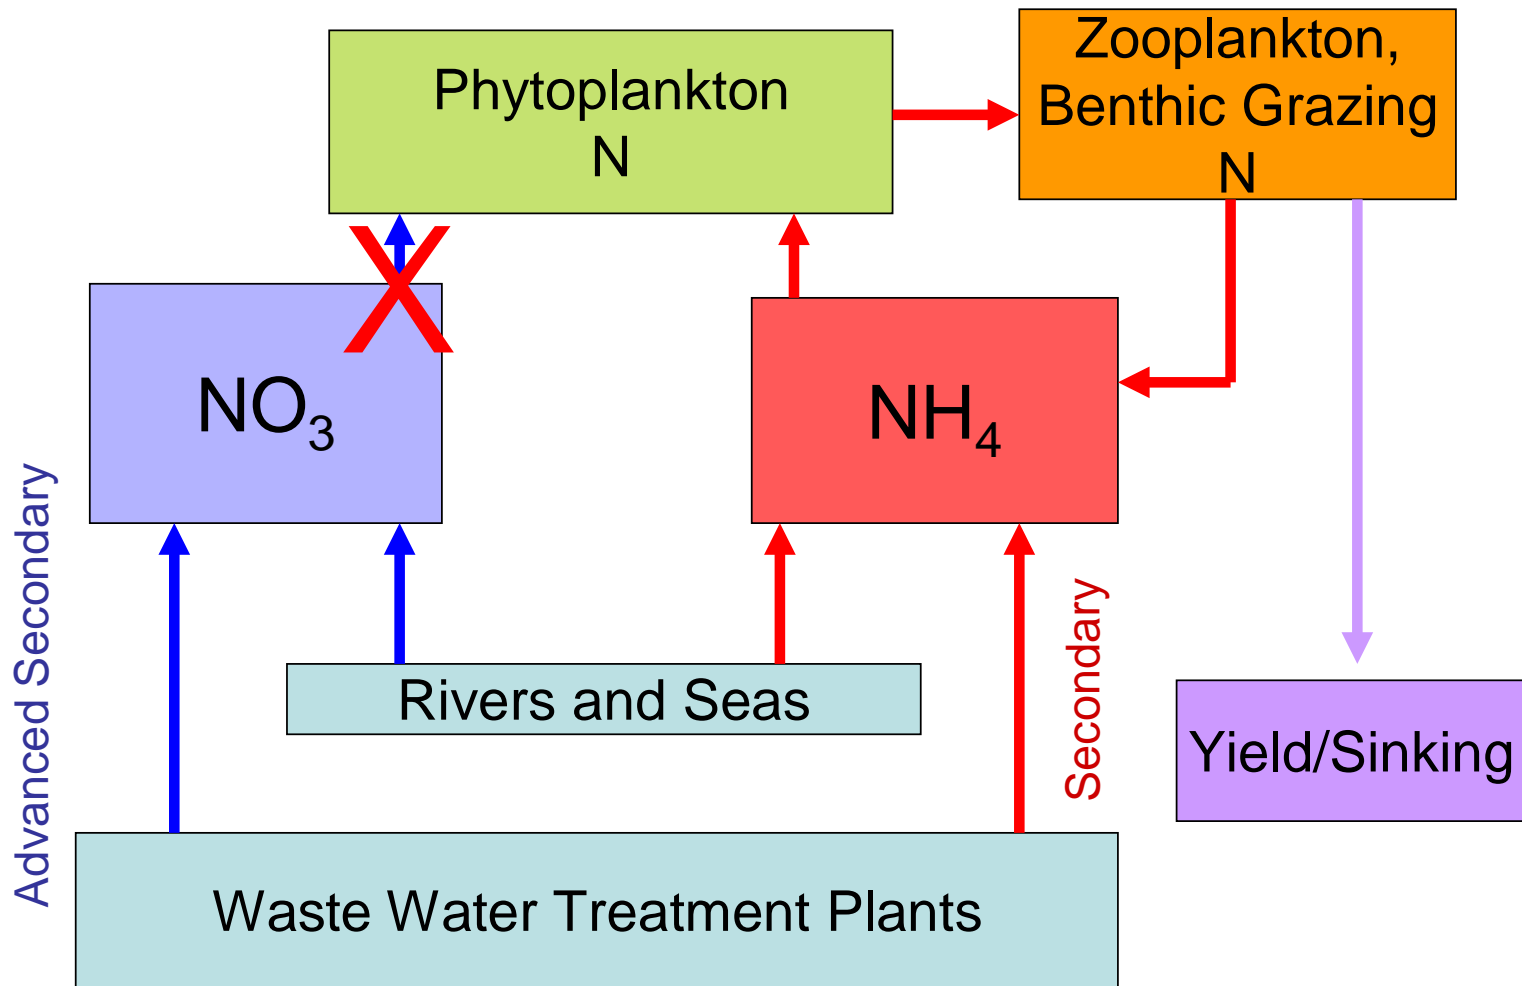 Phytoplankton
N
Zooplankton,
Benthic Grazing
N
X
NO₃
NH₄
Advanced Secondary
Secondary
Rivers and Seas
Yield/Sinking
Waste Water Treatment Plants